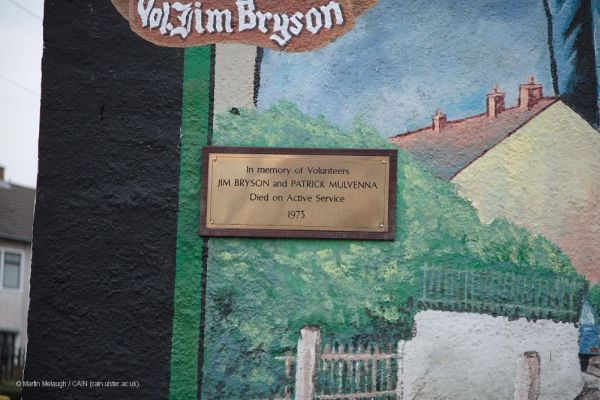 Vol. Jim Bryson
In memory of Volunteers
JIM BRYSON and PATRICK MULVENNA
Died on Active Service
1973
© Martin Melaugh / CAIN (cain.ulster.ac.uk)